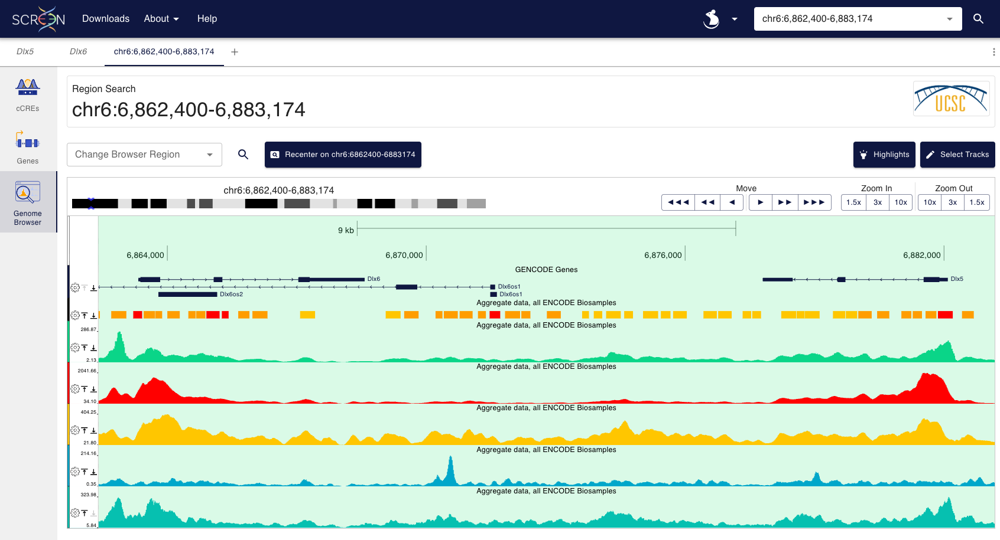 SCREEN
Downloads
About
Help
chr6:6,862,400-6,883,174
Dlx5
Dlx6
chr6:6,862,400-6,883,174
+
cCREs
Genes
Genome
Browser
Region Search
chr6:6,862,400-6,883,174
UCSC
Change Browser Region
Recenter on chr6:6862400-6883174
Highlights
Select Tracks
chr6:6,862,400-6,883,174
Move
Zoom In
1.5x
3x
10x
Zoom Out
10x
3x
1.5x
9 kb
6,864,000
6,870,000
6,876,000
6,882,000
GENCODE Genes
Dlx6
Dlx5
Dlx6os1
Dlx6os2
Dlx6os1
Aggregate data, all ENCODE Biosamples
Aggregate data, all ENCODE Biosamples
286.87
2.13
Aggregate data, all ENCODE Biosamples
2041.66
34.10
Aggregate data, all ENCODE Biosamples
404.25
21.80
Aggregate data, all ENCODE Biosamples
214.16
0.35
Aggregate data, all ENCODE Biosamples
323.98
5.84